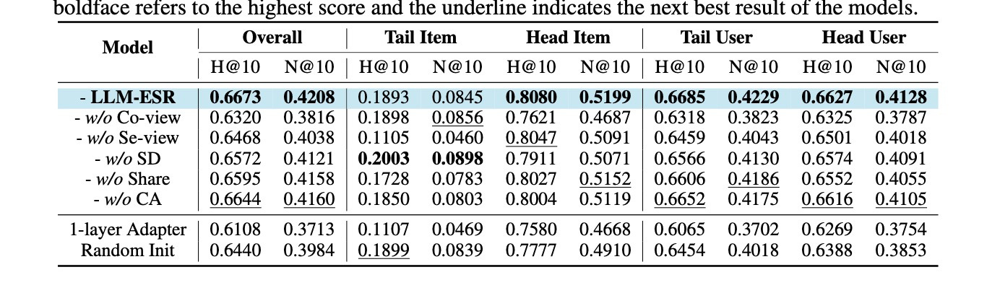 boldface refers to the highest score and the underline indicates the next best result of the models.
Model Overall Tail Item Head Item Tail User Head User
H@10 N@10 H@10 N@10 H@10 N@10 H@10 N@10 H@10 N@10
- LLM-ESR 0.6673 0.4208 0.1893 0.0845 0.8080 0.5199 0.6685 0.4229 0.6627 0.4128
- w/o Co-view 0.6320 0.3816 0.1898 0.0856 0.7621 0.4687 0.6318 0.3823 0.6325 0.3787
- w/o Se-view 0.6468 0.4038 0.1105 0.0460 0.8047 0.5091 0.6459 0.4043 0.6501 0.4018
- w/o SD 0.6572 0.4121 0.2003 0.0898 0.7911 0.5071 0.6566 0.4130 0.6574 0.4091
- w/o Share 0.6595 0.4158 0.1728 0.0783 0.8027 0.5152 0.6606 0.4186 0.6552 0.4055
- w/o CA 0.6644 0.4160 0.1850 0.0803 0.8004 0.5119 0.6652 0.4175 0.6616 0.4105
1-layer Adapter 0.6108 0.3713 0.1107 0.0469 0.7580 0.4668 0.6065 0.3702 0.6269 0.3754
Random Init 0.6440 0.3984 0.1899 0.0839 0.7777 0.4910 0.6454 0.4018 0.6388 0.3853